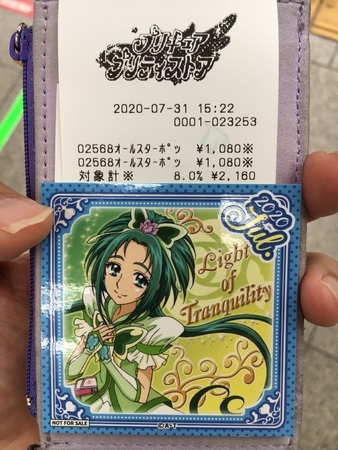 プリキュア
プリティストア
2020-07-31 15:22
0001-023253
02568オールスターポツ ¥1,080※
02568オールスターポツ ¥1,080※
対象計※ 8.0% ¥2,160
2020
Jul.
Light
of
Tranquility
NOT FOR SALE
©A・T